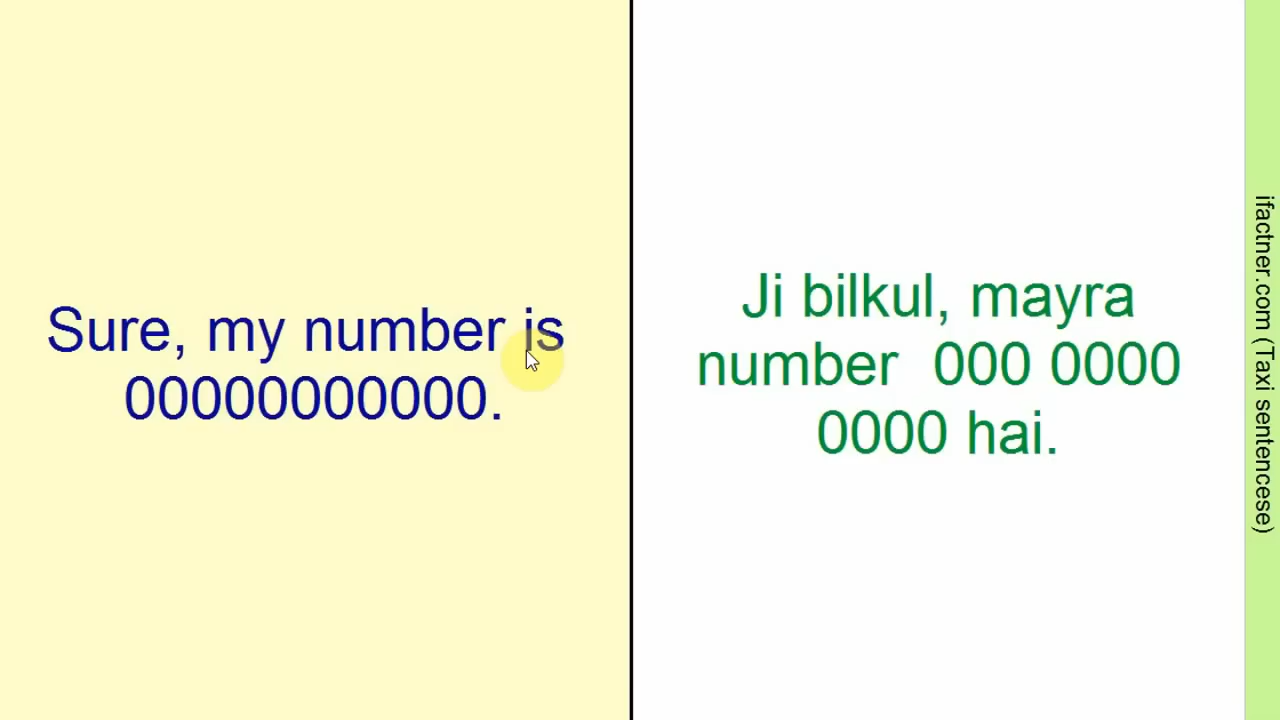 Sure, my number is
00000000000.
Ji bilkul, mayra
number  000 0000
0000 hai.
ifactner.com (Taxi sentencese)